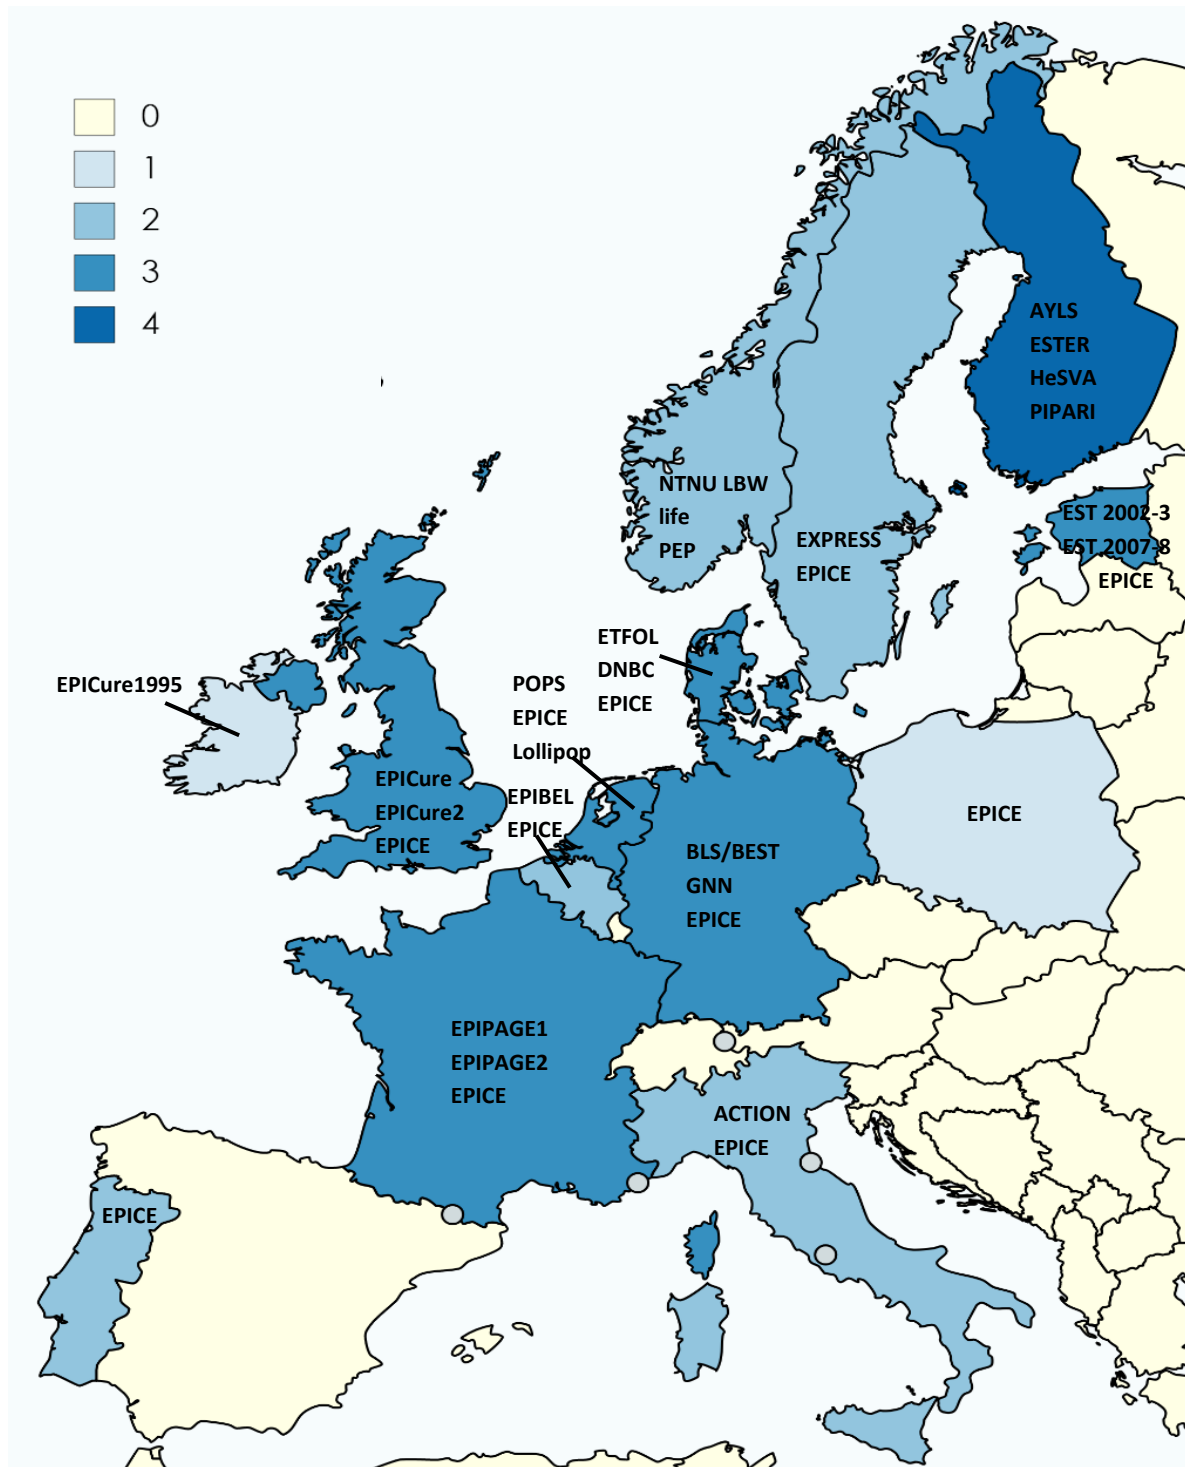 0
1
2
3
4
AYLS
ESTER
HeSVA
PIPARI
NTNU LBW
life
PEP
EXPRESS
EPICE
EST 2002-3
EST 2007-8
EPICE
ETFOL
DNBC
EPICE
EPICure1995
POPS
EPICE
Lollipop
EPIBEL
EPICE
EPICure
EPICure2
EPICE
BLS/BEST
GNN
EPICE
EPICE
EPIPAGE1
EPIPAGE2
EPICE
ACTION
EPICE
EPICE